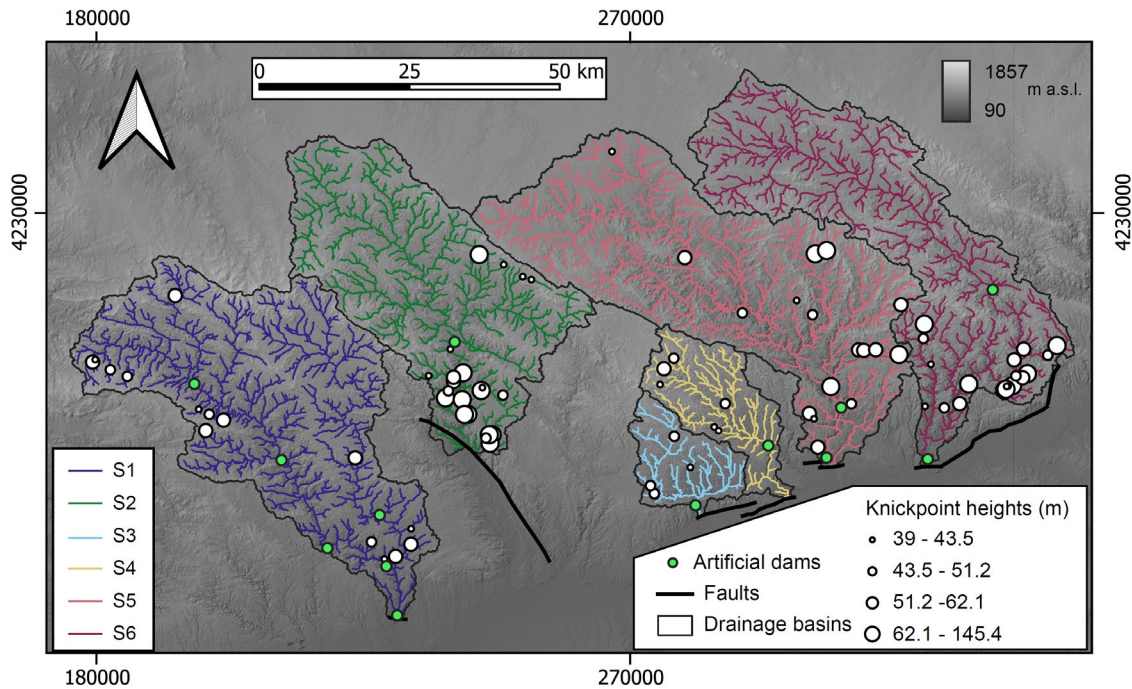 180000 270000
0 25 50 km
1857
m a.s.l.
90
4230000
4230000
S1
S2
S3
S4
S5
S6
Artificial dams
Faults
Drainage basins
Knickpoint heights (m)
39 - 43.5
43.5 - 51.2
51.2 -62.1
62.1 - 145.4
180000 270000